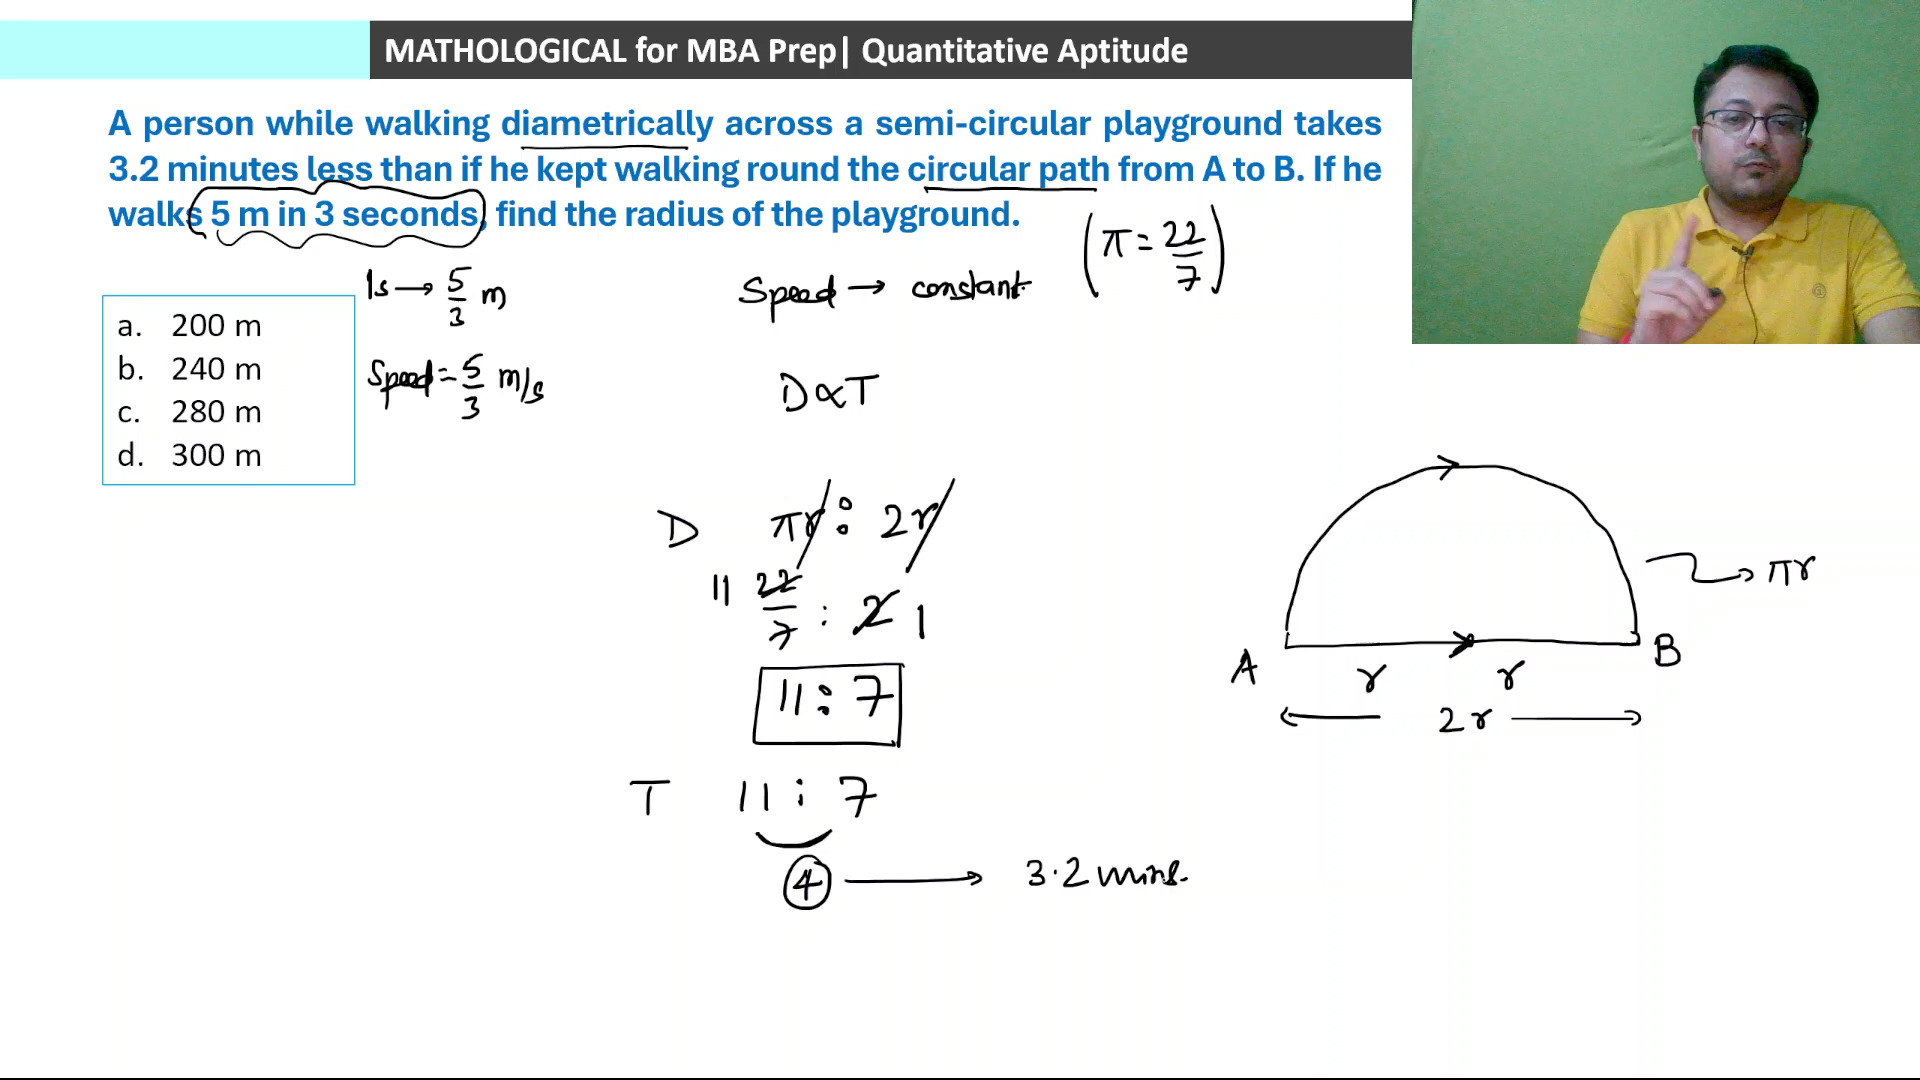 MATHOLOGICAL for MBA Prep| Quantitative Aptitude
A person while walking diametrically across a semi-circular playground takes
3.2 minutes less than if he kept walking round the circular path from A to B. If he
walks 5 m in 3 seconds, find the radius of the playground.
(π = 22/7)
a. 200 m
b. 240 m
c. 280 m
d. 300 m
1s → 5/3 m
Speed = 5/3 m/s
Speed → constant
D ∝ T
D πr : 2r
11 22/7 : 2 1
11 : 7
T 11 : 7
4 → 3.2 mins.
πr
A B
r r
2r